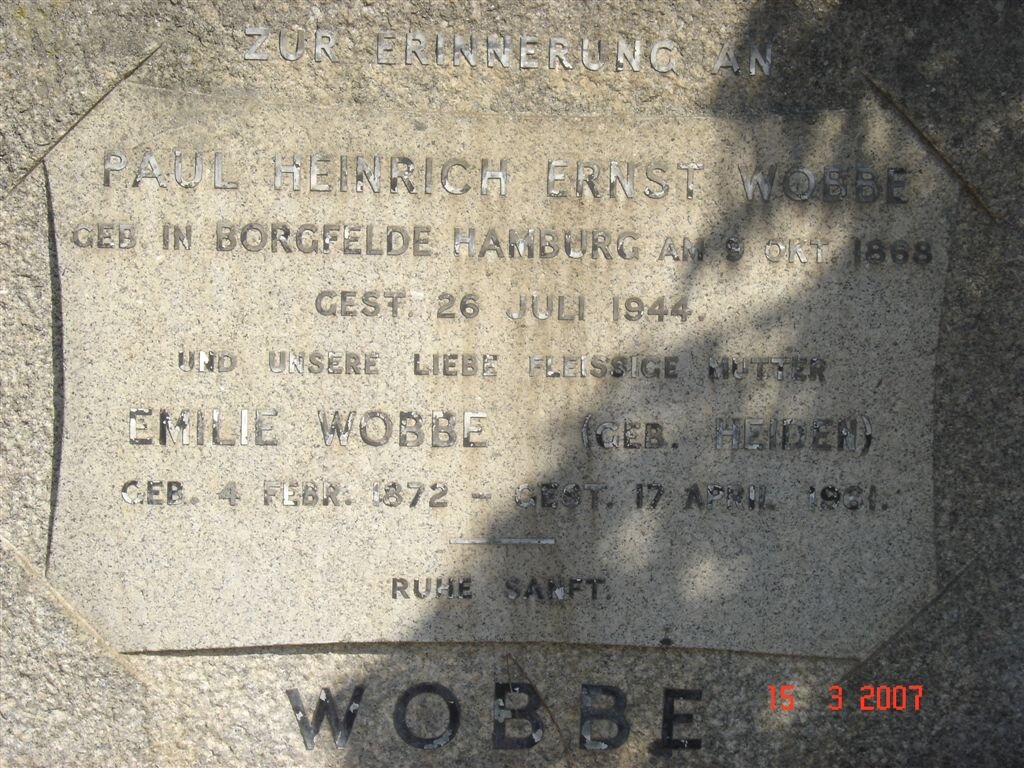 ZUR ERINNERUNG AN
PAUL HEINRICH ERNST WOBBE
GEB. IN BORGFELDE HAMBURG AM 9 OKT. 1868
GEST. 26 JULI 1944.
UND UNSERE LIEBE FLEISSIGE MUTTER
EMILIE WOBBE (GEB. HEIDEN)
GEB. 4 FEBR. 1872 – GEST. 17 APRIL 1961.
RUHE SANFT.
WOBBE
15 3 2007